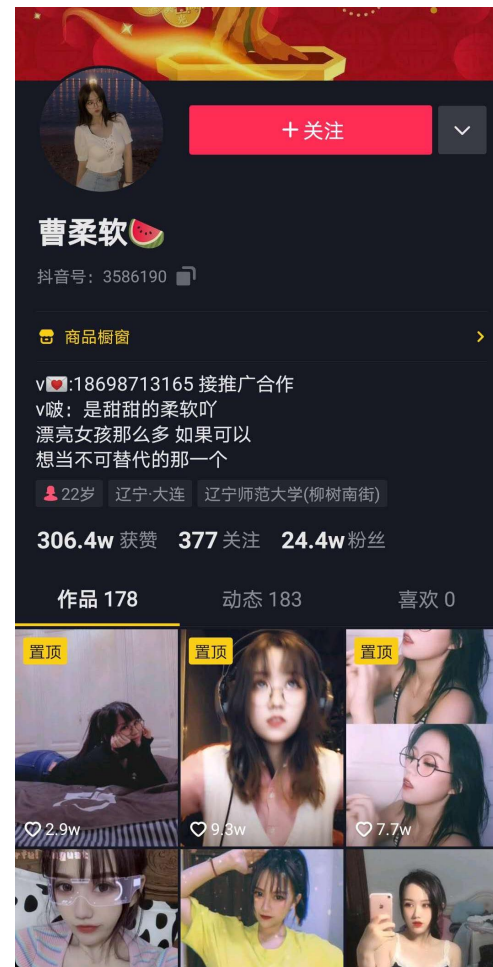 +关注
曹柔软🍉
抖音号：3586190
商品橱窗
v💌:18698713165 接推广合作
v啵：是甜甜的柔软吖
漂亮女孩那么多 如果可以
想当不可替代的那一个
22岁 辽宁·大连 辽宁师范大学(柳树南街)
306.4w 获赞 377 关注 24.4w 粉丝
作品 178 动态 183 喜欢 0
置顶 置顶 置顶
2.9w 9.3w 7.7w